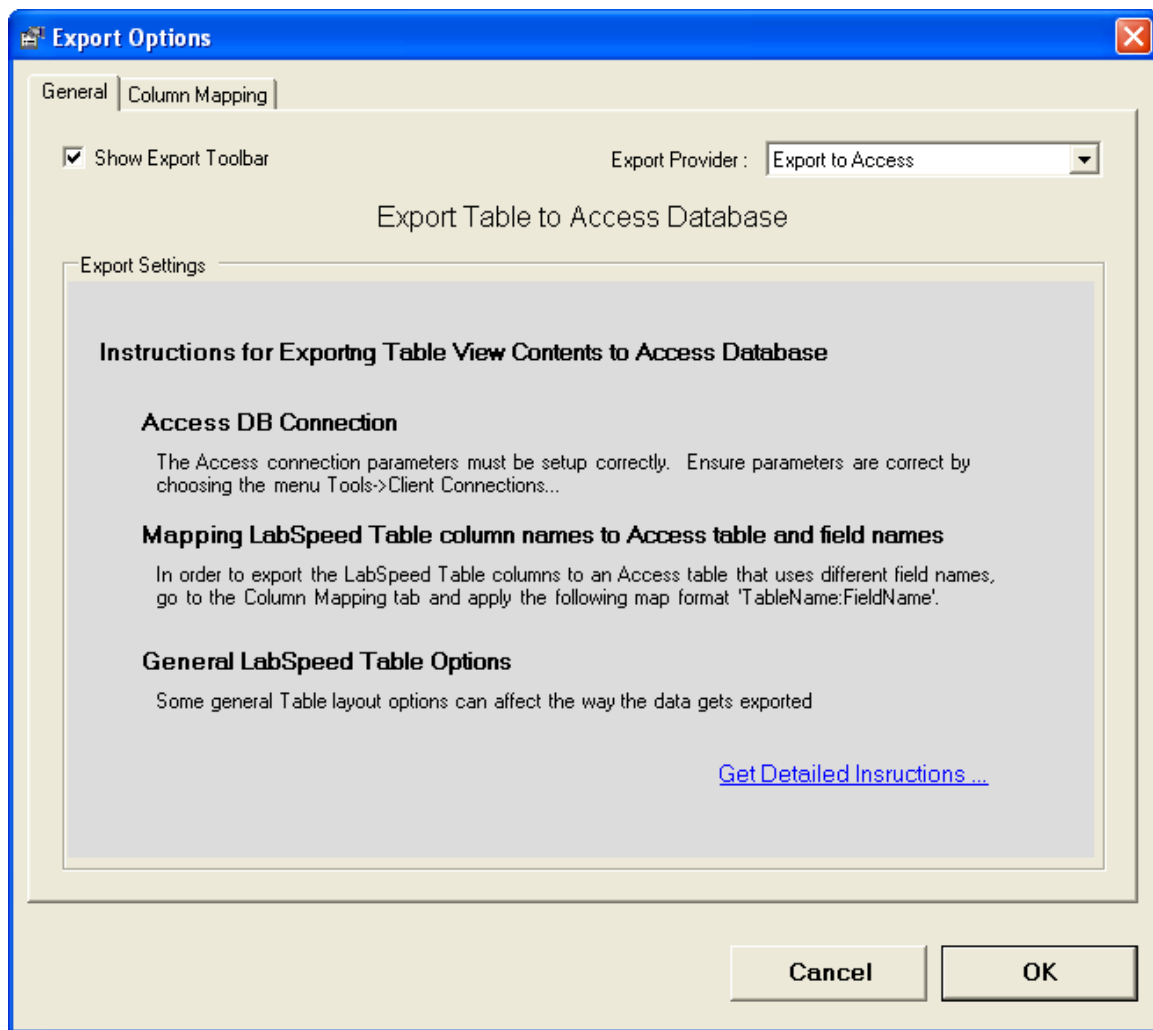 Export Options
General
Column Mapping
Show Export Toolbar
Export Provider :
Export to Access
Export Table to Access Database
Export Settings
Instructions for Exportng Table View Contents to Access Database
Access DB Connection
The Access connection parameters must be setup correctly. Ensure parameters are correct by
choosing the menu Tools->Client Connections...
Mapping LabSpeed Table column names to Access table and field names
In order to export the LabSpeed Table columns to an Access table that uses different field names,
go to the Column Mapping tab and apply the following map format 'TableName:FieldName'.
General LabSpeed Table Options
Some general Table layout options can affect the way the data gets exported
Get Detailed Insructions ...
Cancel
OK